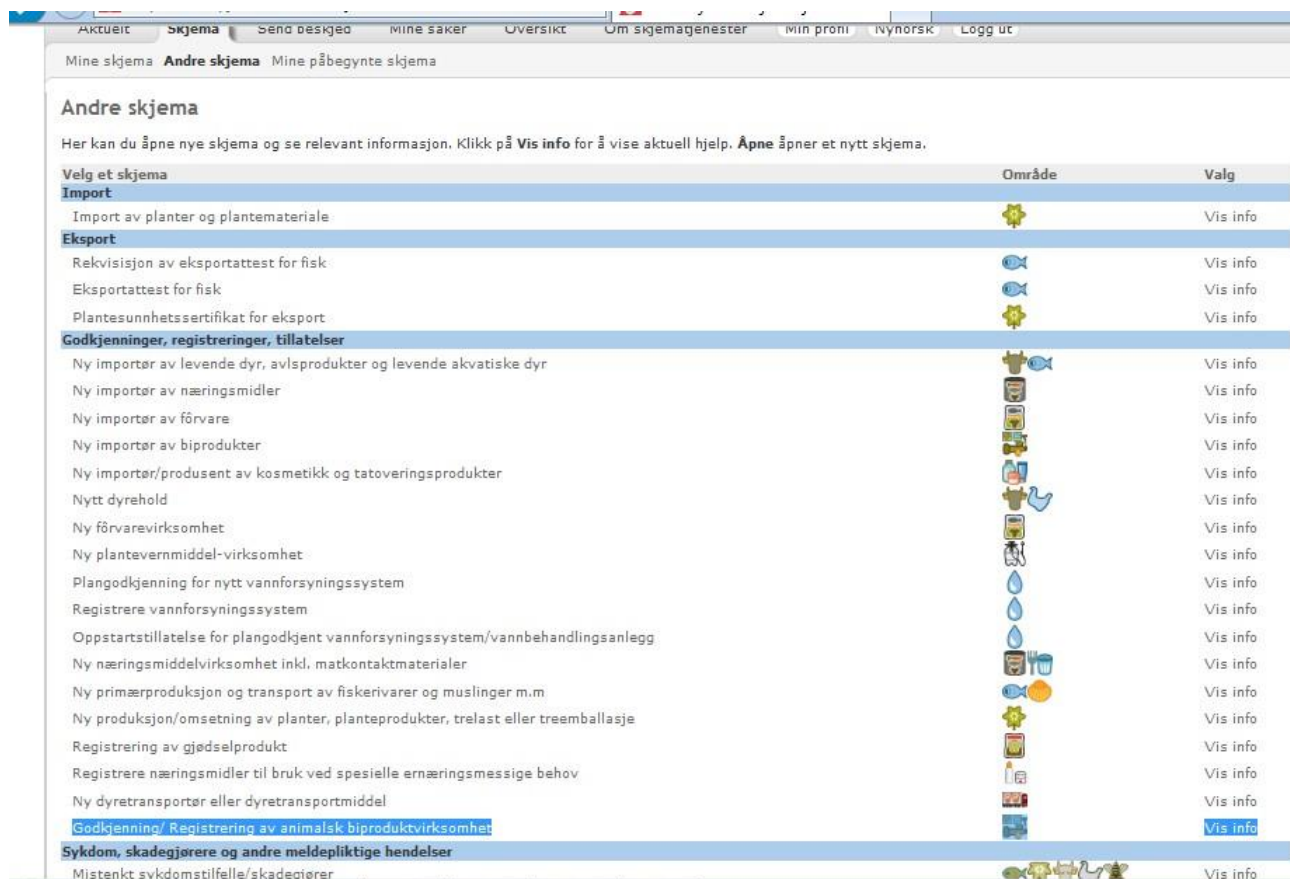 Aktuelt Skjema Send beskjed Mine saker Oversikt Om skjematjenester Min profil Nynorsk Logg ut
Mine skjema Andre skjema Mine påbegynte skjema
Andre skjema
Her kan du åpne nye skjema og se relevant informasjon. Klikk på Vis info for å vise aktuell hjelp. Åpne åpner et nytt skjema.
Velg et skjema Område Valg
Import
Import av planter og plantemateriale Vis info
Eksport
Rekvisisjon av eksportattest for fisk Vis info
Eksportattest for fisk Vis info
Plantesunnhetssertifikat for eksport Vis info
Godkjenninger, registreringer, tillatelser
Ny importør av levende dyr, avlsprodukter og levende akvatiske dyr Vis info
Ny importør av næringsmidler Vis info
Ny importør av fôrvare Vis info
Ny importør av biprodukter Vis info
Ny importør/produsent av kosmetikk og tatoveringsprodukter Vis info
Nytt dyrehold Vis info
Ny fôrvarevirksomhet Vis info
Ny plantevernmiddel-virksomhet Vis info
Plangodkjenning for nytt vannforsyningssystem Vis info
Registrere vannforsyningssystem Vis info
Oppstartstillatelse for plangodkjent vannforsyningssystem/vannbehandlingsanlegg Vis info
Ny næringsmiddelvirksomhet inkl. matkontaktmaterialer Vis info
Ny primærproduksjon og transport av fiskerivarer og muslinger m.m Vis info
Ny produksjon/omsetning av planter, planteprodukter, trelast eller treemballasje Vis info
Registrering av gjødselprodukt Vis info
Registrere næringsmidler til bruk ved spesielle ernæringsmessige behov Vis info
Ny dyretransportør eller dyretransportmiddel Vis info
Godkjenning/ Registrering av animalsk biproduktvirksomhet Vis info
Sykdom, skadegjørere og andre meldepliktige hendelser
Mistenkt sykdomstilfelle/skadegjører Vis info